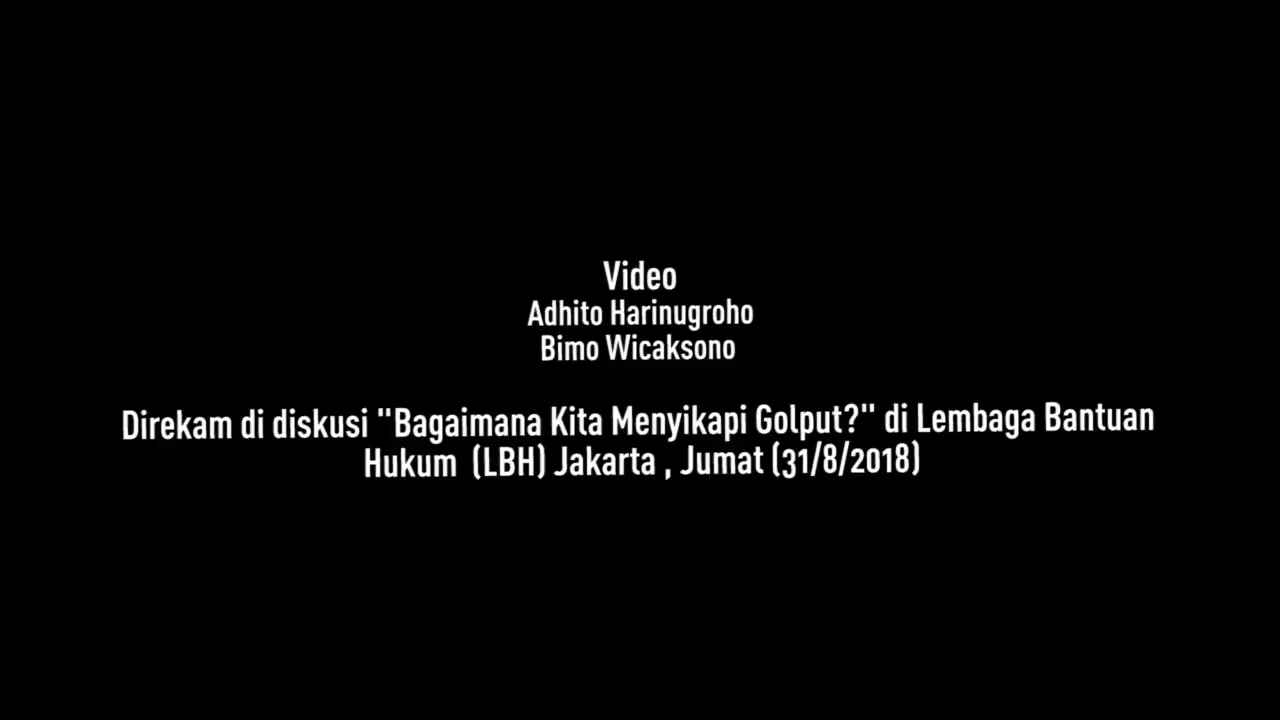 Video
Adhito Harinugroho
Bimo Wicaksono
Direkam di diskusi "Bagaimana Kita Menyikapi Golput?" di Lembaga Bantuan
Hukum (LBH) Jakarta , Jumat (31/8/2018)